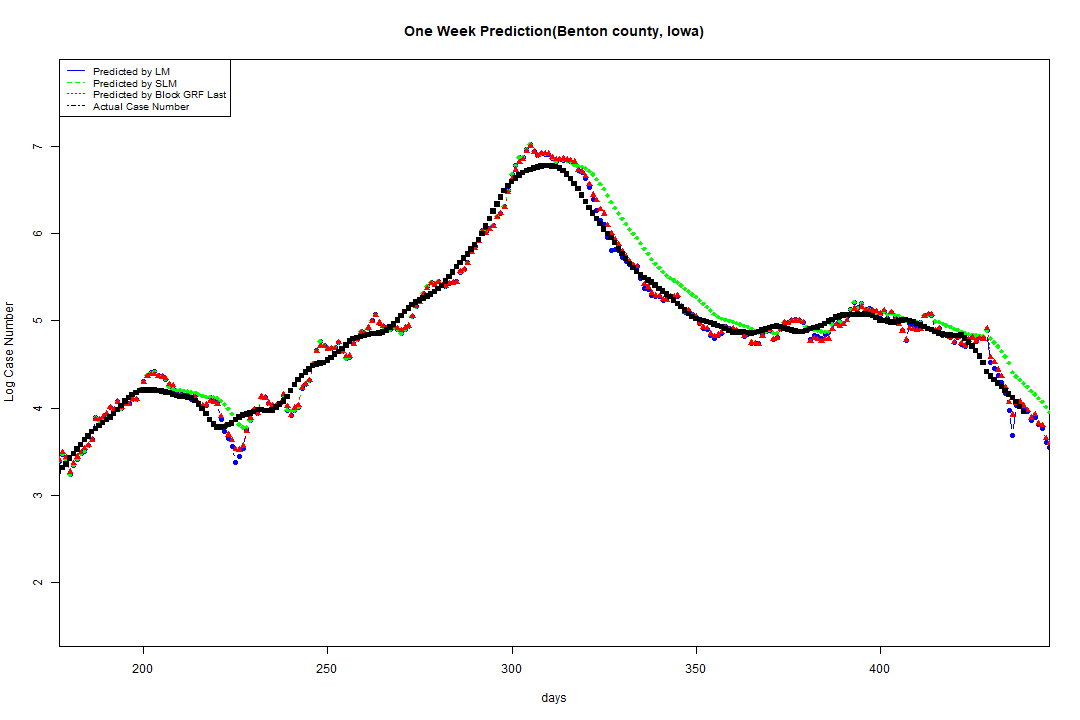 One Week Prediction(Benton county, Iowa)
Predicted by LM
Predicted by SLM
Predicted by Block GRF Last
Actual Case Number
7
6
5
4
3
2
Log Case Number
200 250 300 350 400
days